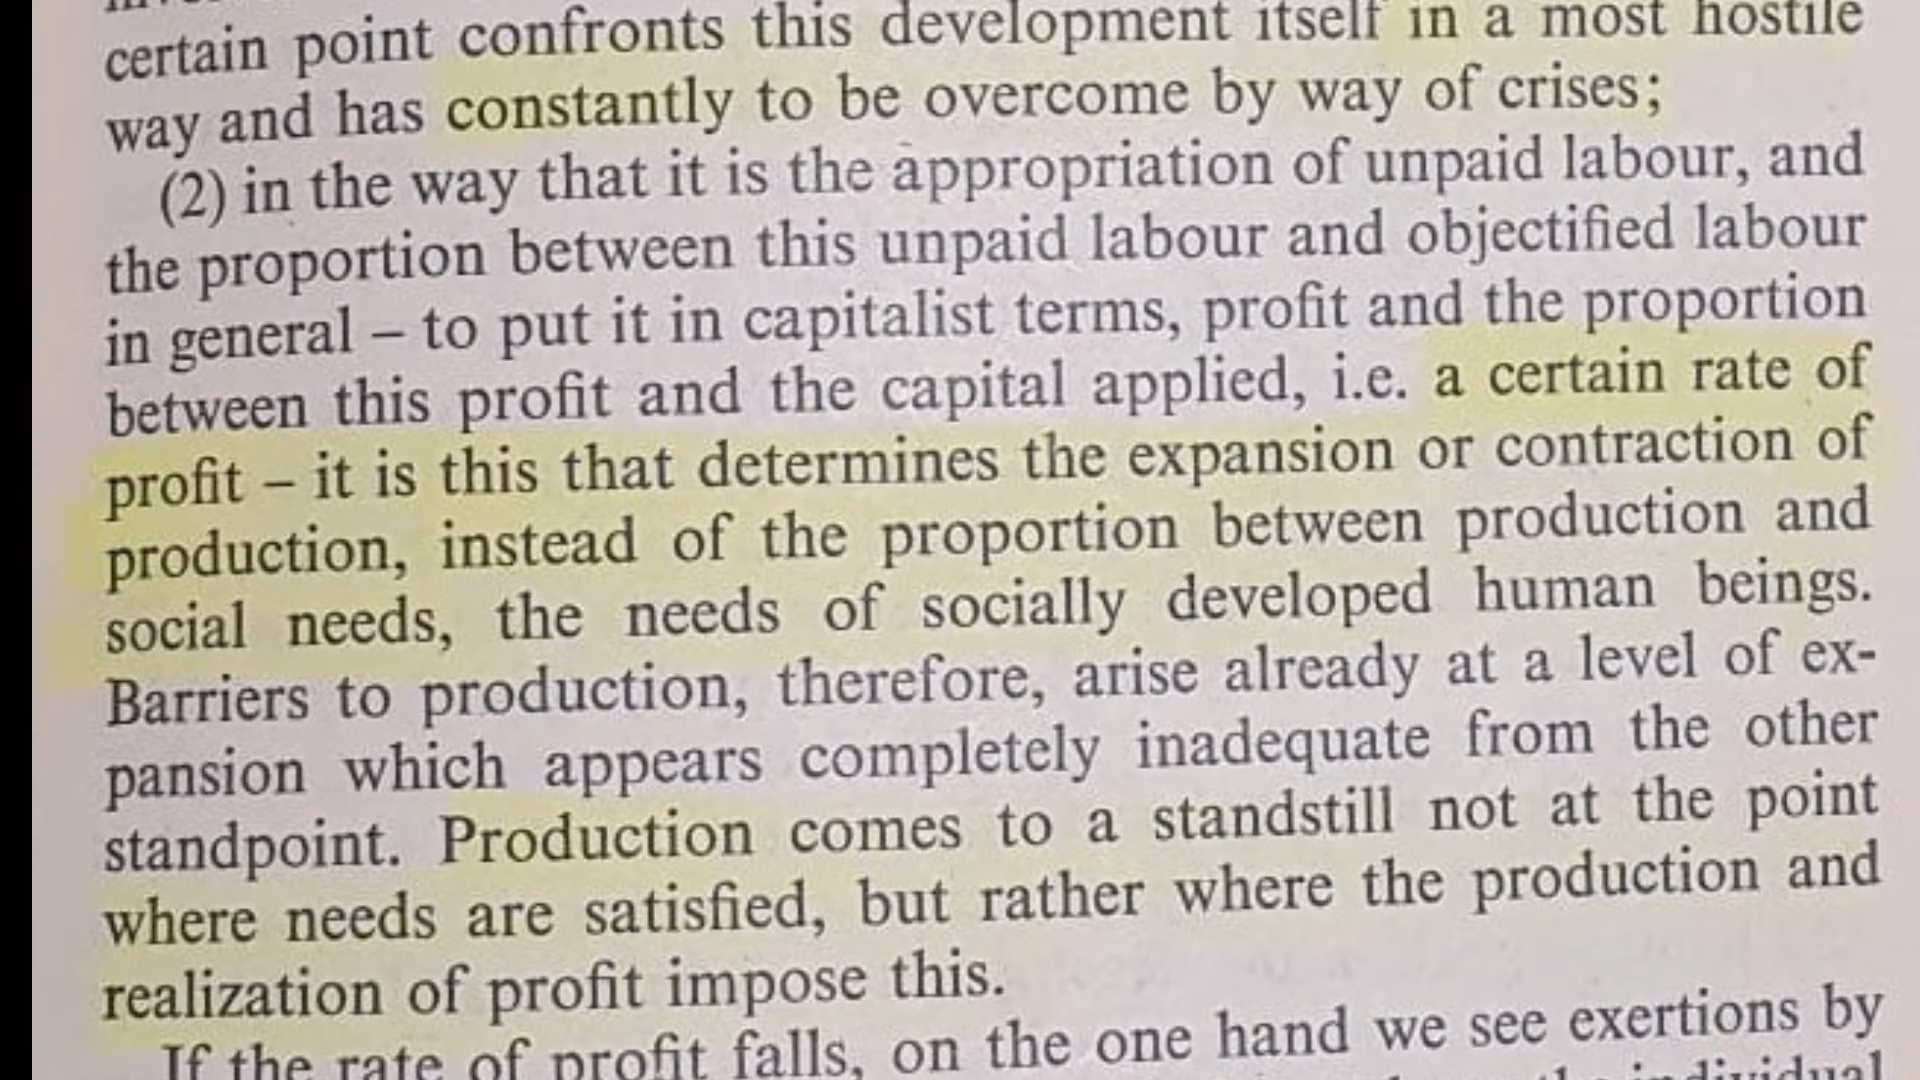 certain point confronts this development itself in a most hostile
way and has constantly to be overcome by way of crises;
(2) in the way that it is the appropriation of unpaid labour, and
the proportion between this unpaid labour and objectified labour
in general – to put it in capitalist terms, profit and the proportion
between this profit and the capital applied, i.e. a certain rate of
profit – it is this that determines the expansion or contraction of
production, instead of the proportion between production and
social needs, the needs of socially developed human beings.
Barriers to production, therefore, arise already at a level of ex-
pansion which appears completely inadequate from the other
standpoint. Production comes to a standstill not at the point
where needs are satisfied, but rather where the production and
realization of profit impose this.
If the rate of profit falls, on the one hand we see exertions by
individual